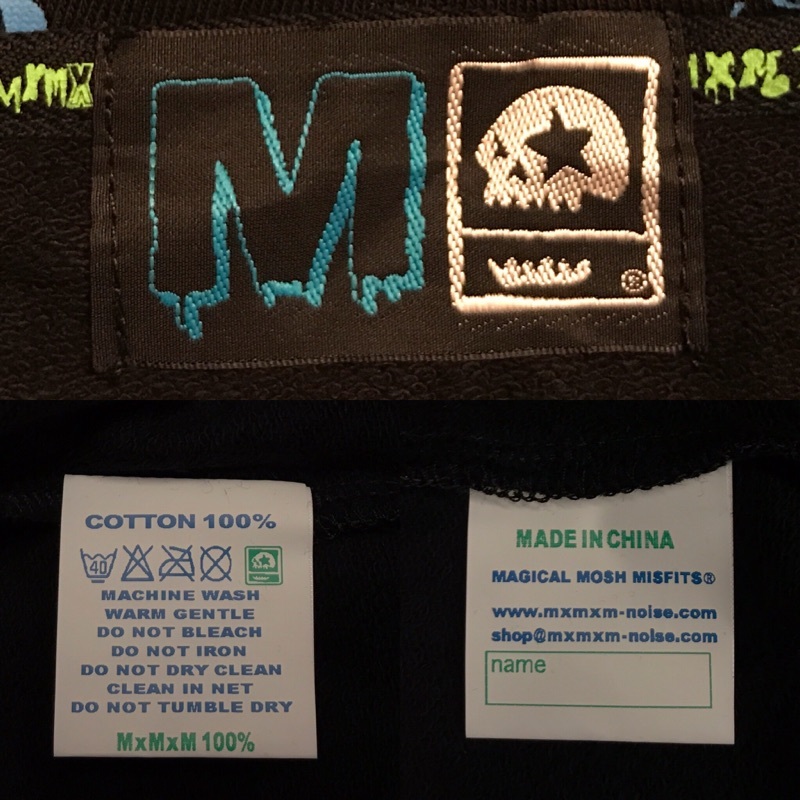 MxMX
M
®
IXM
COTTON 100%
40
MACHINE WASH
WARM GENTLE
DO NOT BLEACH
DO NOT IRON
DO NOT DRY CLEAN
CLEAN IN NET
DO NOT TUMBLE DRY
MxMxM 100%
MADE IN CHINA
MAGICAL MOSH MISFITS®
www.mxmxm-noise.com
shop@mxmxm-noise.com
name